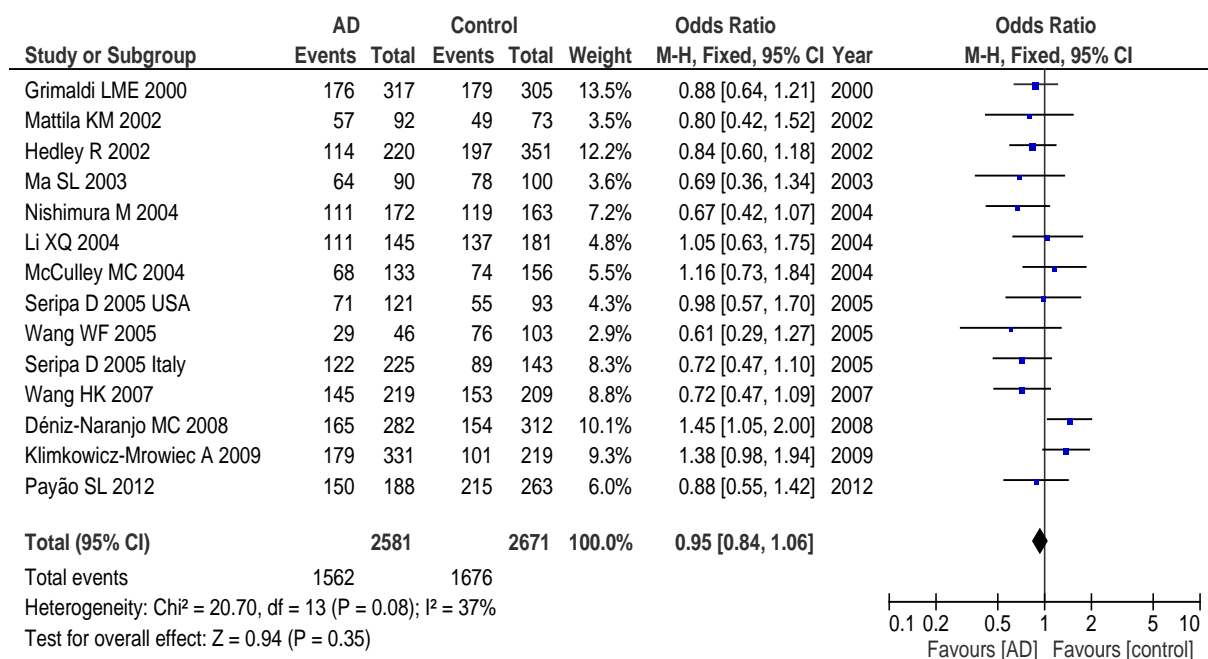 AD Control Odds Ratio Odds Ratio
Study or Subgroup Events Total Events Total Weight M-H, Fixed, 95% CI Year M-H, Fixed, 95% CI
Grimaldi LME 2000 176 317 179 305 13.5% 0.88 [0.64, 1.21] 2000
Mattila KM 2002 57 92 49 73 3.5% 0.80 [0.42, 1.52] 2002
Hedley R 2002 114 220 197 351 12.2% 0.84 [0.60, 1.18] 2002
Ma SL 2003 64 90 78 100 3.6% 0.69 [0.36, 1.34] 2003
Nishimura M 2004 111 172 119 163 7.2% 0.67 [0.42, 1.07] 2004
Li XQ 2004 111 145 137 181 4.8% 1.05 [0.63, 1.75] 2004
McCulley MC 2004 68 133 74 156 5.5% 1.16 [0.73, 1.84] 2004
Seripa D 2005 USA 71 121 55 93 4.3% 0.98 [0.57, 1.70] 2005
Wang WF 2005 29 46 76 103 2.9% 0.61 [0.29, 1.27] 2005
Seripa D 2005 Italy 122 225 89 143 8.3% 0.72 [0.47, 1.10] 2005
Wang HK 2007 145 219 153 209 8.8% 0.72 [0.47, 1.09] 2007
Déniz-Naranjo MC 2008 165 282 154 312 10.1% 1.45 [1.05, 2.00] 2008
Klimkowicz-Mrowiec A 2009 179 331 101 219 9.3% 1.38 [0.98, 1.94] 2009
Payão SL 2012 150 188 215 263 6.0% 0.88 [0.55, 1.42] 2012
Total (95% CI) 2581 2671 100.0% 0.95 [0.84, 1.06]
Total events 1562 1676
Heterogeneity: Chi² = 20.70, df = 13 (P = 0.08); I² = 37%
Test for overall effect: Z = 0.94 (P = 0.35)
0.1 0.2 0.5 1 2 5 10
Favours [AD] Favours [control]